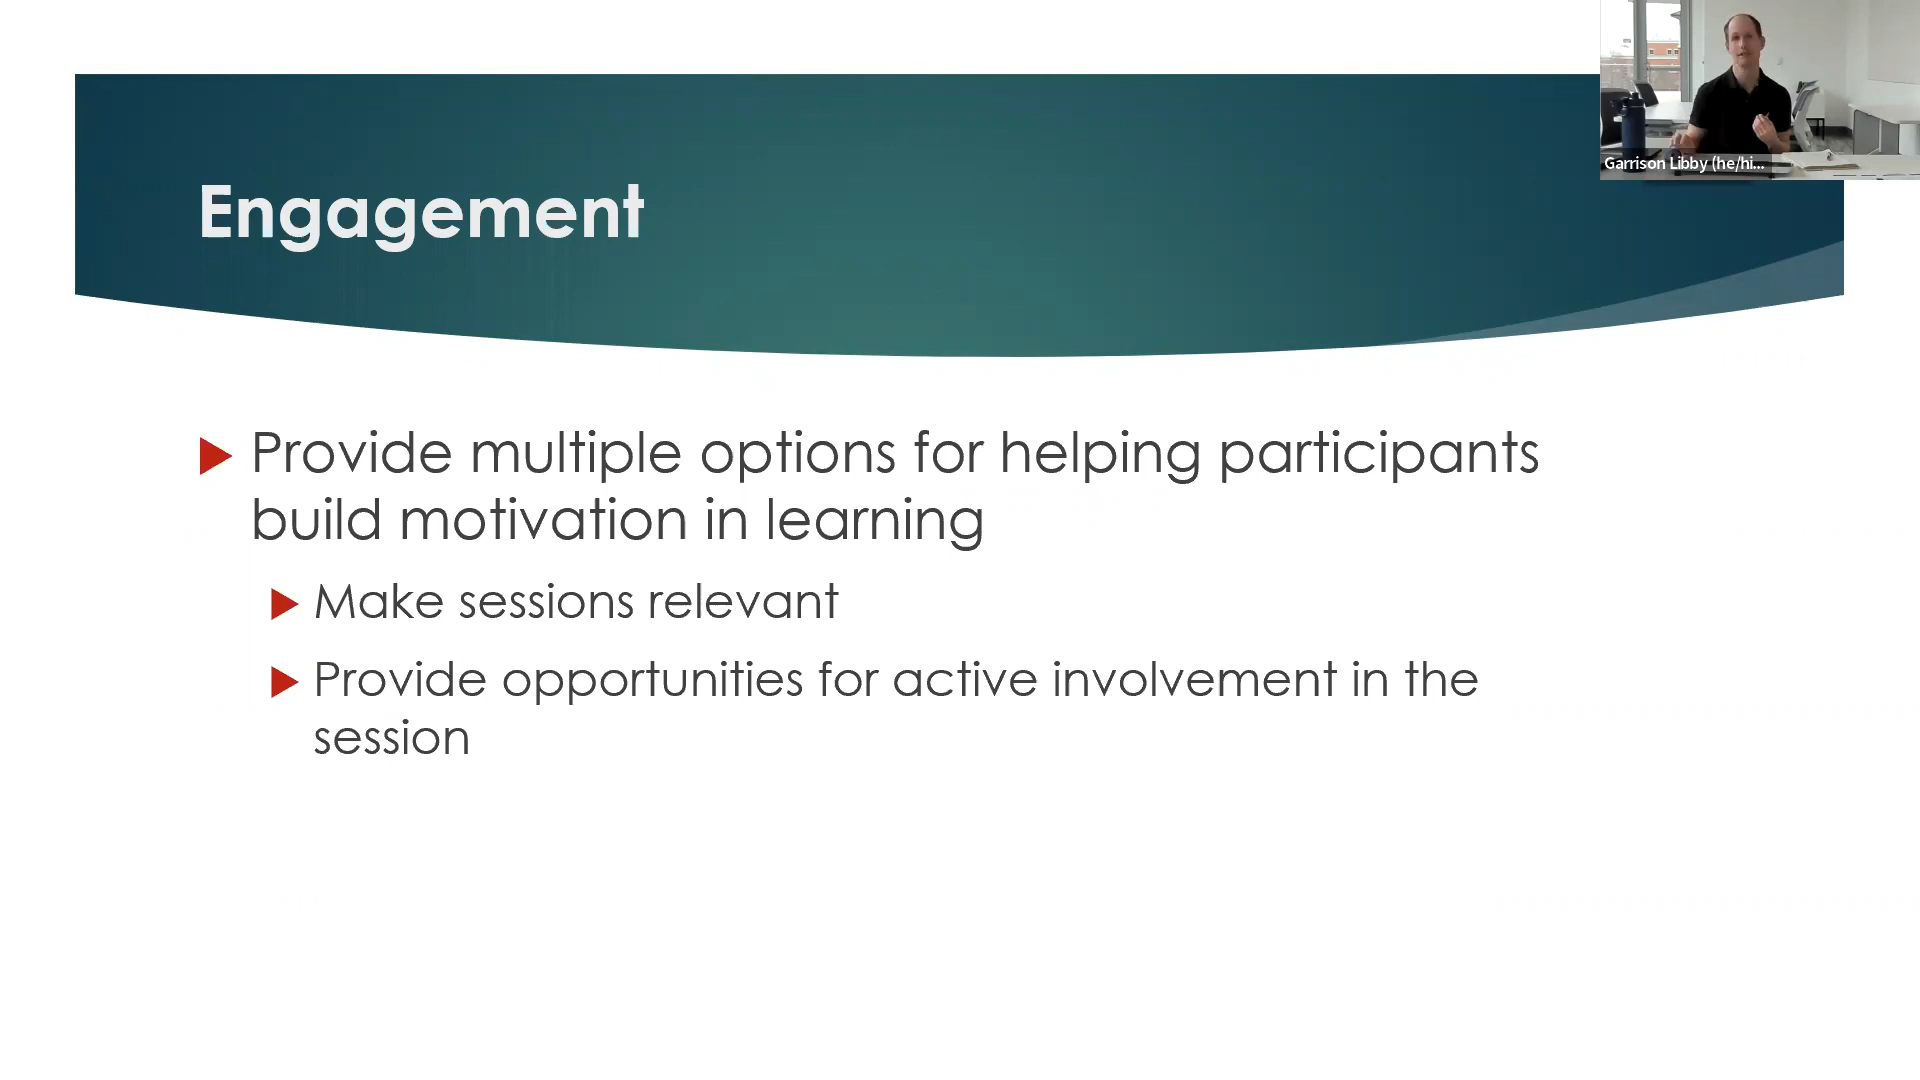 Garrison Libby (he/hi...
Engagement
Provide multiple options for helping participants
build motivation in learning
Make sessions relevant
Provide opportunities for active involvement in the
session